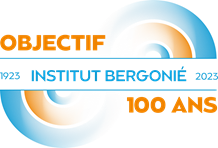 OBJECTIF
1923 INSTITUT BERGONIÉ 2023
100 ANS